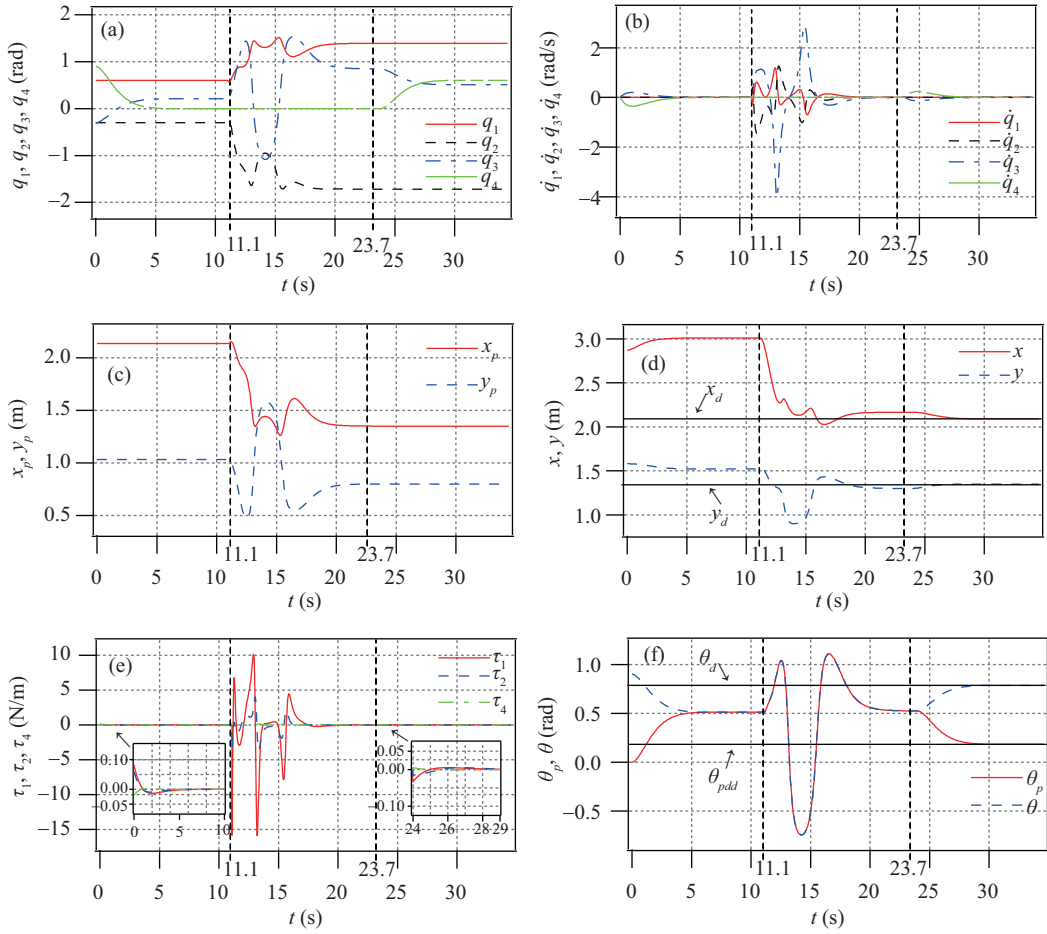 (a)
q1, q2, q3, q4 (rad)
2
1
0
−1
−2
q1
q2
q3
q4
11.1
23.7
0 5 10 15 20 25 30
t (s)
(b)
q̇1, q̇2, q̇3, q̇4 (rad/s)
2
0
−2
−4
q̇1
q̇2
q̇3
q̇4
11.1
23.7
0 5 10 15 20 25 30
t (s)
(c)
xp, yp (m)
2.0
1.5
1.0
0.5
xp
yp
11.1
23.7
0 5 10 15 20 25 30
t (s)
(d)
x, y (m)
3.0
2.5
2.0
1.5
1.0
x
y
xd
yd
11.1
23.7
0 5 10 15 20 25 30
t (s)
(e)
τ1, τ2, τ4 (N/m)
10
5
0
−5
−10
−15
τ1
τ2
τ4
0.10
0.00
−0.05
0 5 10
0.05
0.00
−0.10
24 26 28 29
11.1
23.7
0 5 10 15 20 25 30
t (s)
(f)
θp, θ (rad)
1.0
0.5
0.0
−0.5
θd
θpdd
θp
θ
11.1
23.7
0 5 10 15 20 25 30
t (s)